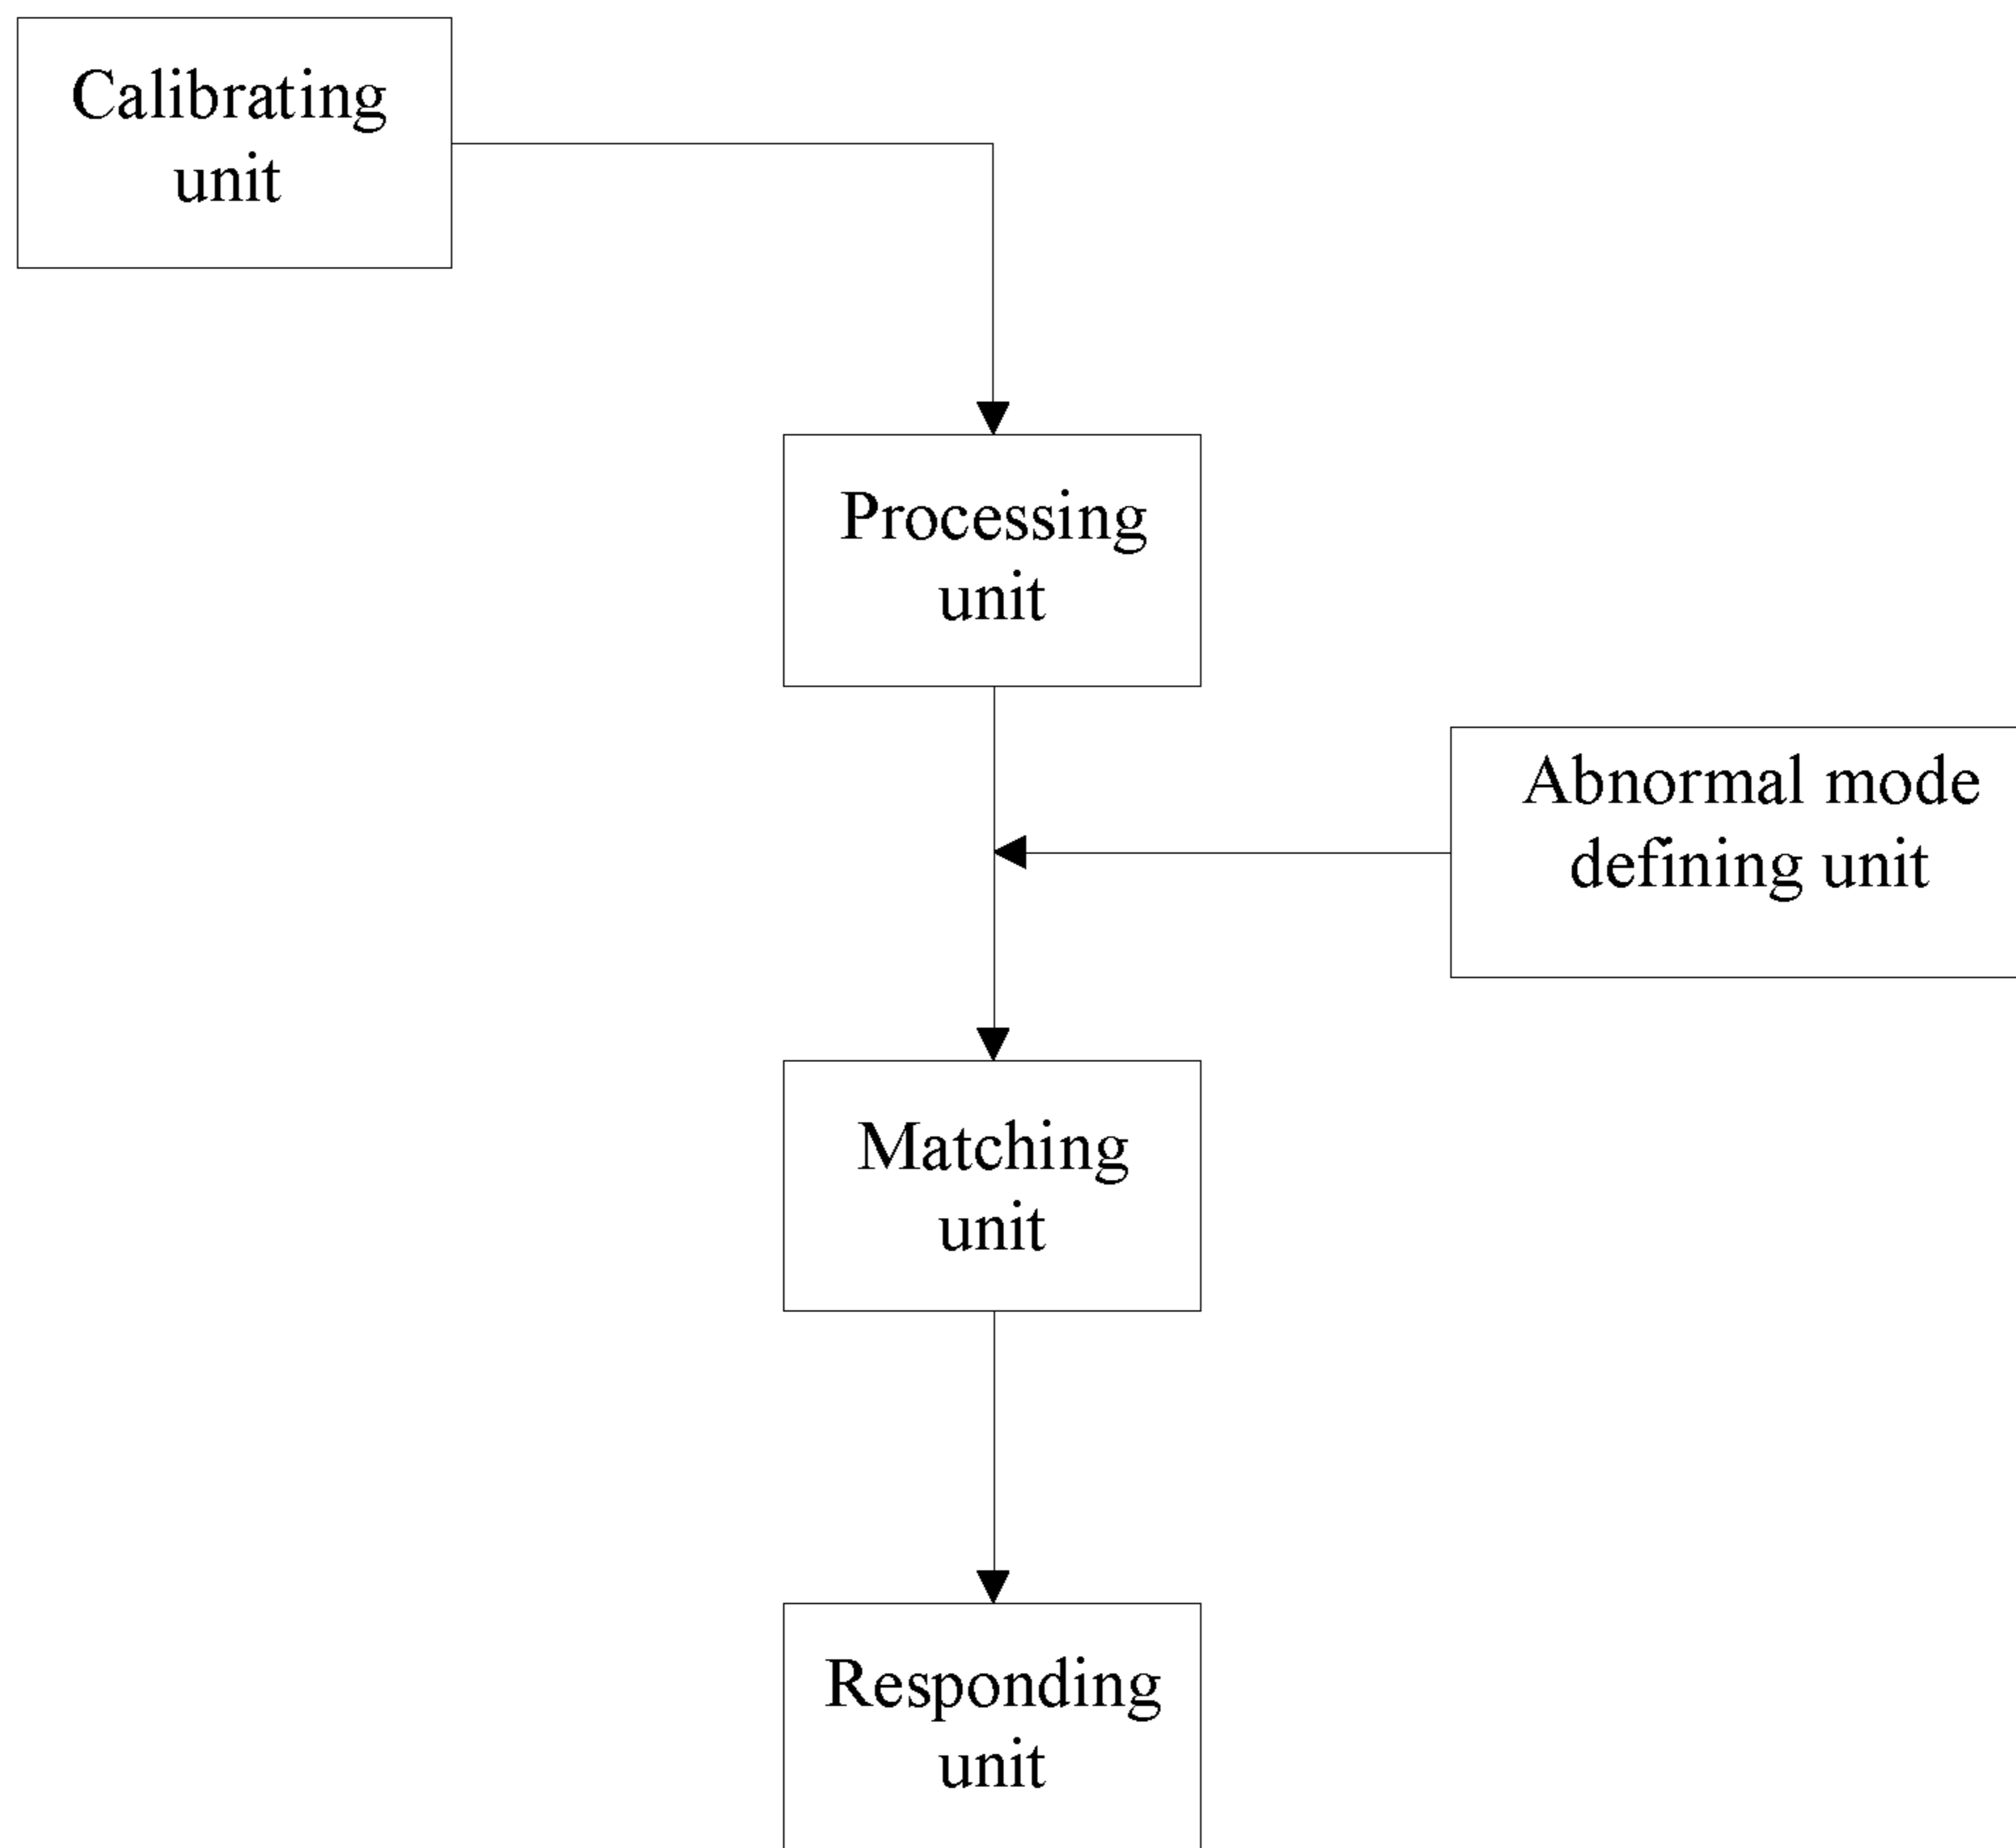 Calibrating
unit
Processing
unit
Abnormal mode
defining unit
Matching
unit
Responding
unit